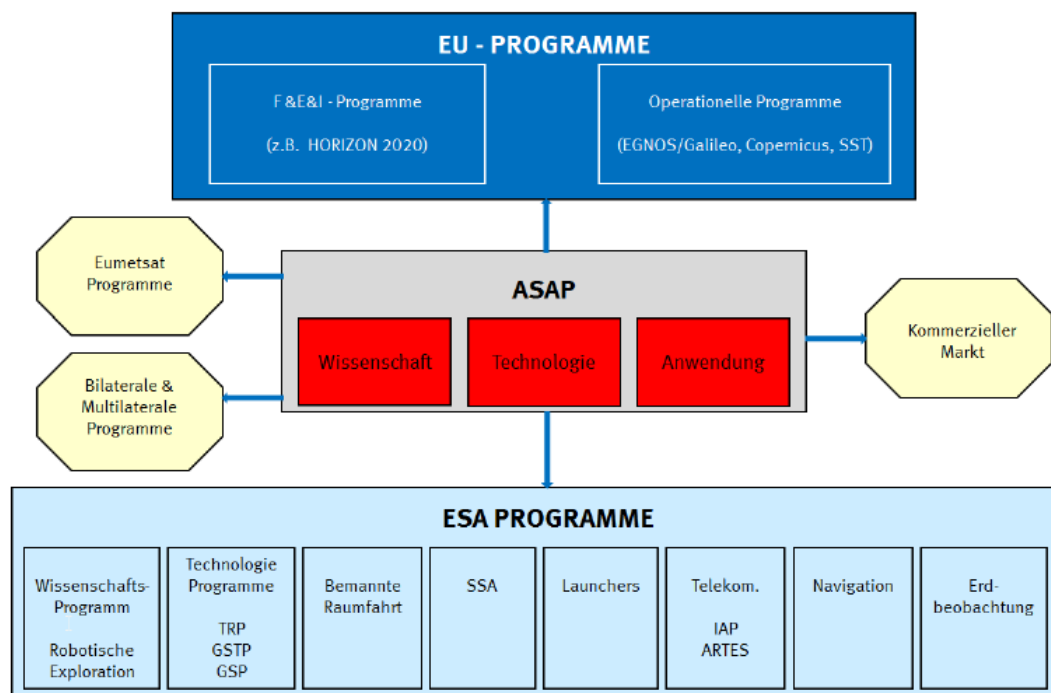 EU - PROGRAMME
F &E&I - Programme
(z.B. HORIZON 2020)
Operationelle Programme
(EGNOS/Galileo, Copernicus, SST)
Eumetsat
Programme
Bilaterale &
Multilaterale
Programme
ASAP
Wissenschaft
Technologie
Anwendung
Kommerzieller
Markt
ESA PROGRAMME
Wissenschafts-
Programm
Robotische
Exploration
Technologie
Programme
TRP
GSTP
GSP
Bemannte
Raumfahrt
SSA
Launchers
Telekom.
IAP
ARTES
Navigation
Erd-
beobachtung